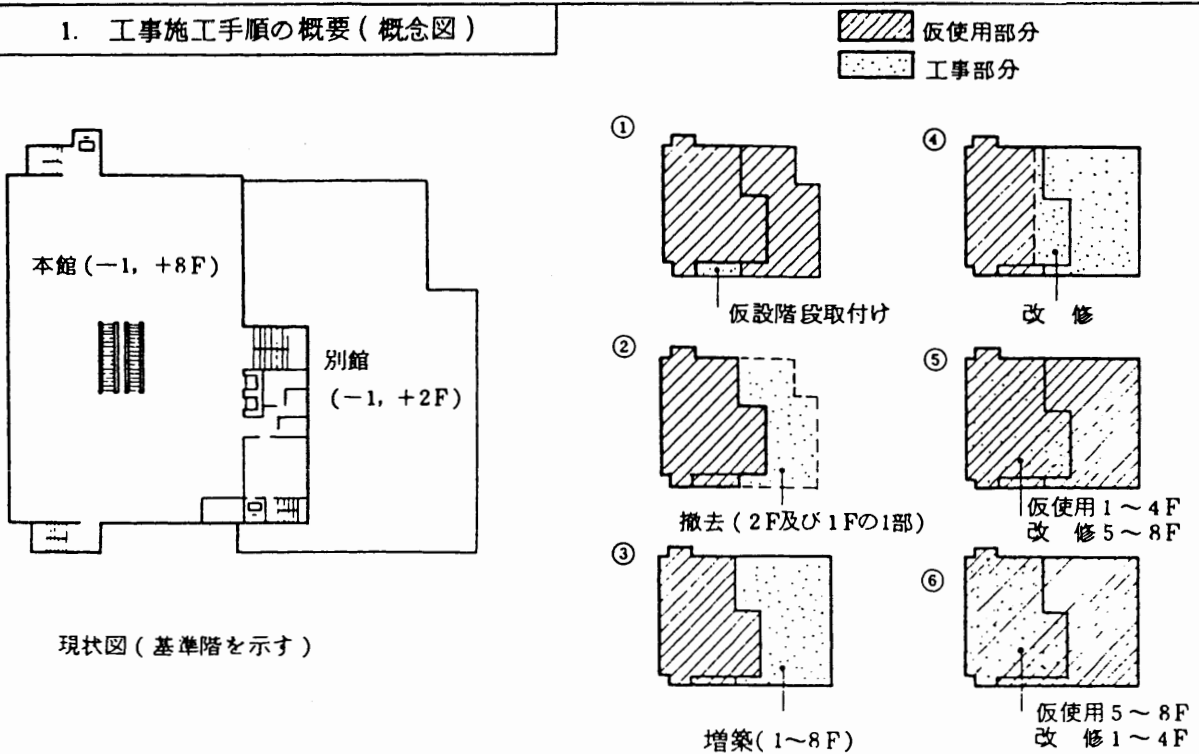 1. 工事施工手順の概要(概念図)
仮使用部分
工事部分
本館(−1, +8F)
別館
(−1, +2F)
現状図(基準階を示す)
①
仮設階段取付け
②
撤去(2F及び1Fの1部)
③
増築(1~8F)
④
改 修
⑤
仮使用1~4F
改 修5~8F
⑥
仮使用5~8F
改 修1~4F